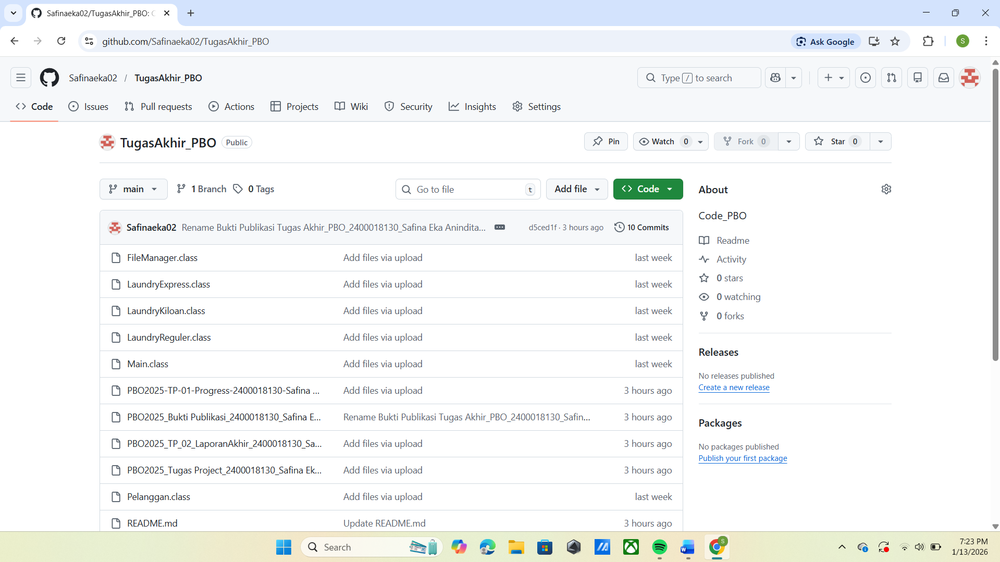 Safinaeka02/TugasAkhir_PBO: C
github.com/Safinaeka02/TugasAkhir_PBO
Ask Google
S
Safinaeka02 / TugasAkhir_PBO
Type / to search
Code
Issues
Pull requests
Actions
Projects
Wiki
Security
Insights
Settings
TugasAkhir_PBO
Public
Pin
Watch 0
Fork 0
Star 0
main
1 Branch
0 Tags
Go to file
t
Add file
Code
Safinaeka02 Rename Bukti Publikasi Tugas Akhir_PBO_2400018130_Safina Eka Anindita... d5ced1f · 3 hours ago 10 Commits
FileManager.class Add files via upload last week
LaundryExpress.class Add files via upload last week
LaundryKiloan.class Add files via upload last week
LaundryReguler.class Add files via upload last week
Main.class Add files via upload last week
PBO2025-TP-01-Progress-2400018130-Safina ... Add files via upload 3 hours ago
PBO2025_Bukti Publikasi_2400018130_Safina E... Rename Bukti Publikasi Tugas Akhir_PBO_2400018130_Safin... 3 hours ago
PBO2025_TP_02_LaporanAkhir_2400018130_Sa... Add files via upload 3 hours ago
PBO2025_Tugas Project_2400018130_Safina Ek... Add files via upload 3 hours ago
Pelanggan.class Add files via upload last week
README.md Update README.md 3 hours ago
About
Code_PBO
Readme
Activity
0 stars
0 watching
0 forks
Releases
No releases published
Create a new release
Packages
No packages published
Publish your first package
Search
S
7:23 PM
1/13/2026